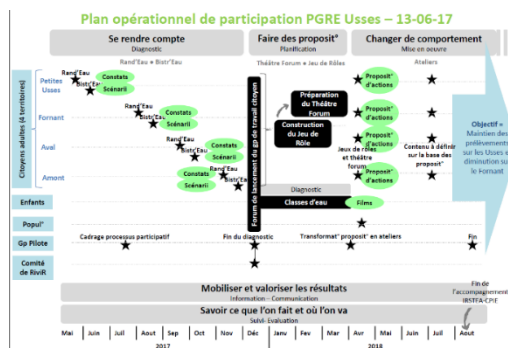 Plan opérationnel de participation PGRE Usses – 13-06-17
Se rendre compte
Diagnostic
Faire des proposit°
Planification
Changer de comportement
Mise en oeuvre
Rand'Eau + Bistr'Eau
Théâtre Forum + Jeu de Rôles
Ateliers
Citoyens adultes (4 territoires)
Petites
Usses
Rand'Eau
Bistr'Eau
Constats
Scénarii
Fornant
Rand'Eau
Bistr'Eau
Constats
Scénarii
Aval
Rand'Eau
Bistr'Eau
Constats
Scénarii
Amont
Constats
Scénarii
Rand'Eau
Bistr'Eau
Forum de lancement du gp de travail citoyen
Préparation du
Théâtre
Forum
Construction
du Jeu de
Rôle
Proposit°
d'actions
Proposit°
d'actions
Proposit°
d'actions
Jeux de rôles
et théâtre
forum
Proposit°
d'actions
Contenu à définir
sur la base des
proposit°
Objectif =
Maintien des
prélèvements
sur les Usses et
diminution sur
le Fornant
Diagnostic
Enfants
Classes d'eau
Films
Popul°
Gp Pilote
Cadrage processus participatif
Fin du diagnostic
Transformat° proposit° en ateliers
Fin
Comité
de RiviR
Mobiliser et valoriser les résultats
Information – Communication
Fin de
l'accompagnement
IRSTEA-CPIE
Savoir ce que l'on fait et où l'on va
Suivi- Evaluation
Mai
Juin
Juil
Aout
Sep
Oct
Nov
Déc
Janv
Fev
Mar
Avr
Mai
Juin
Juil
Aout
2017
2018